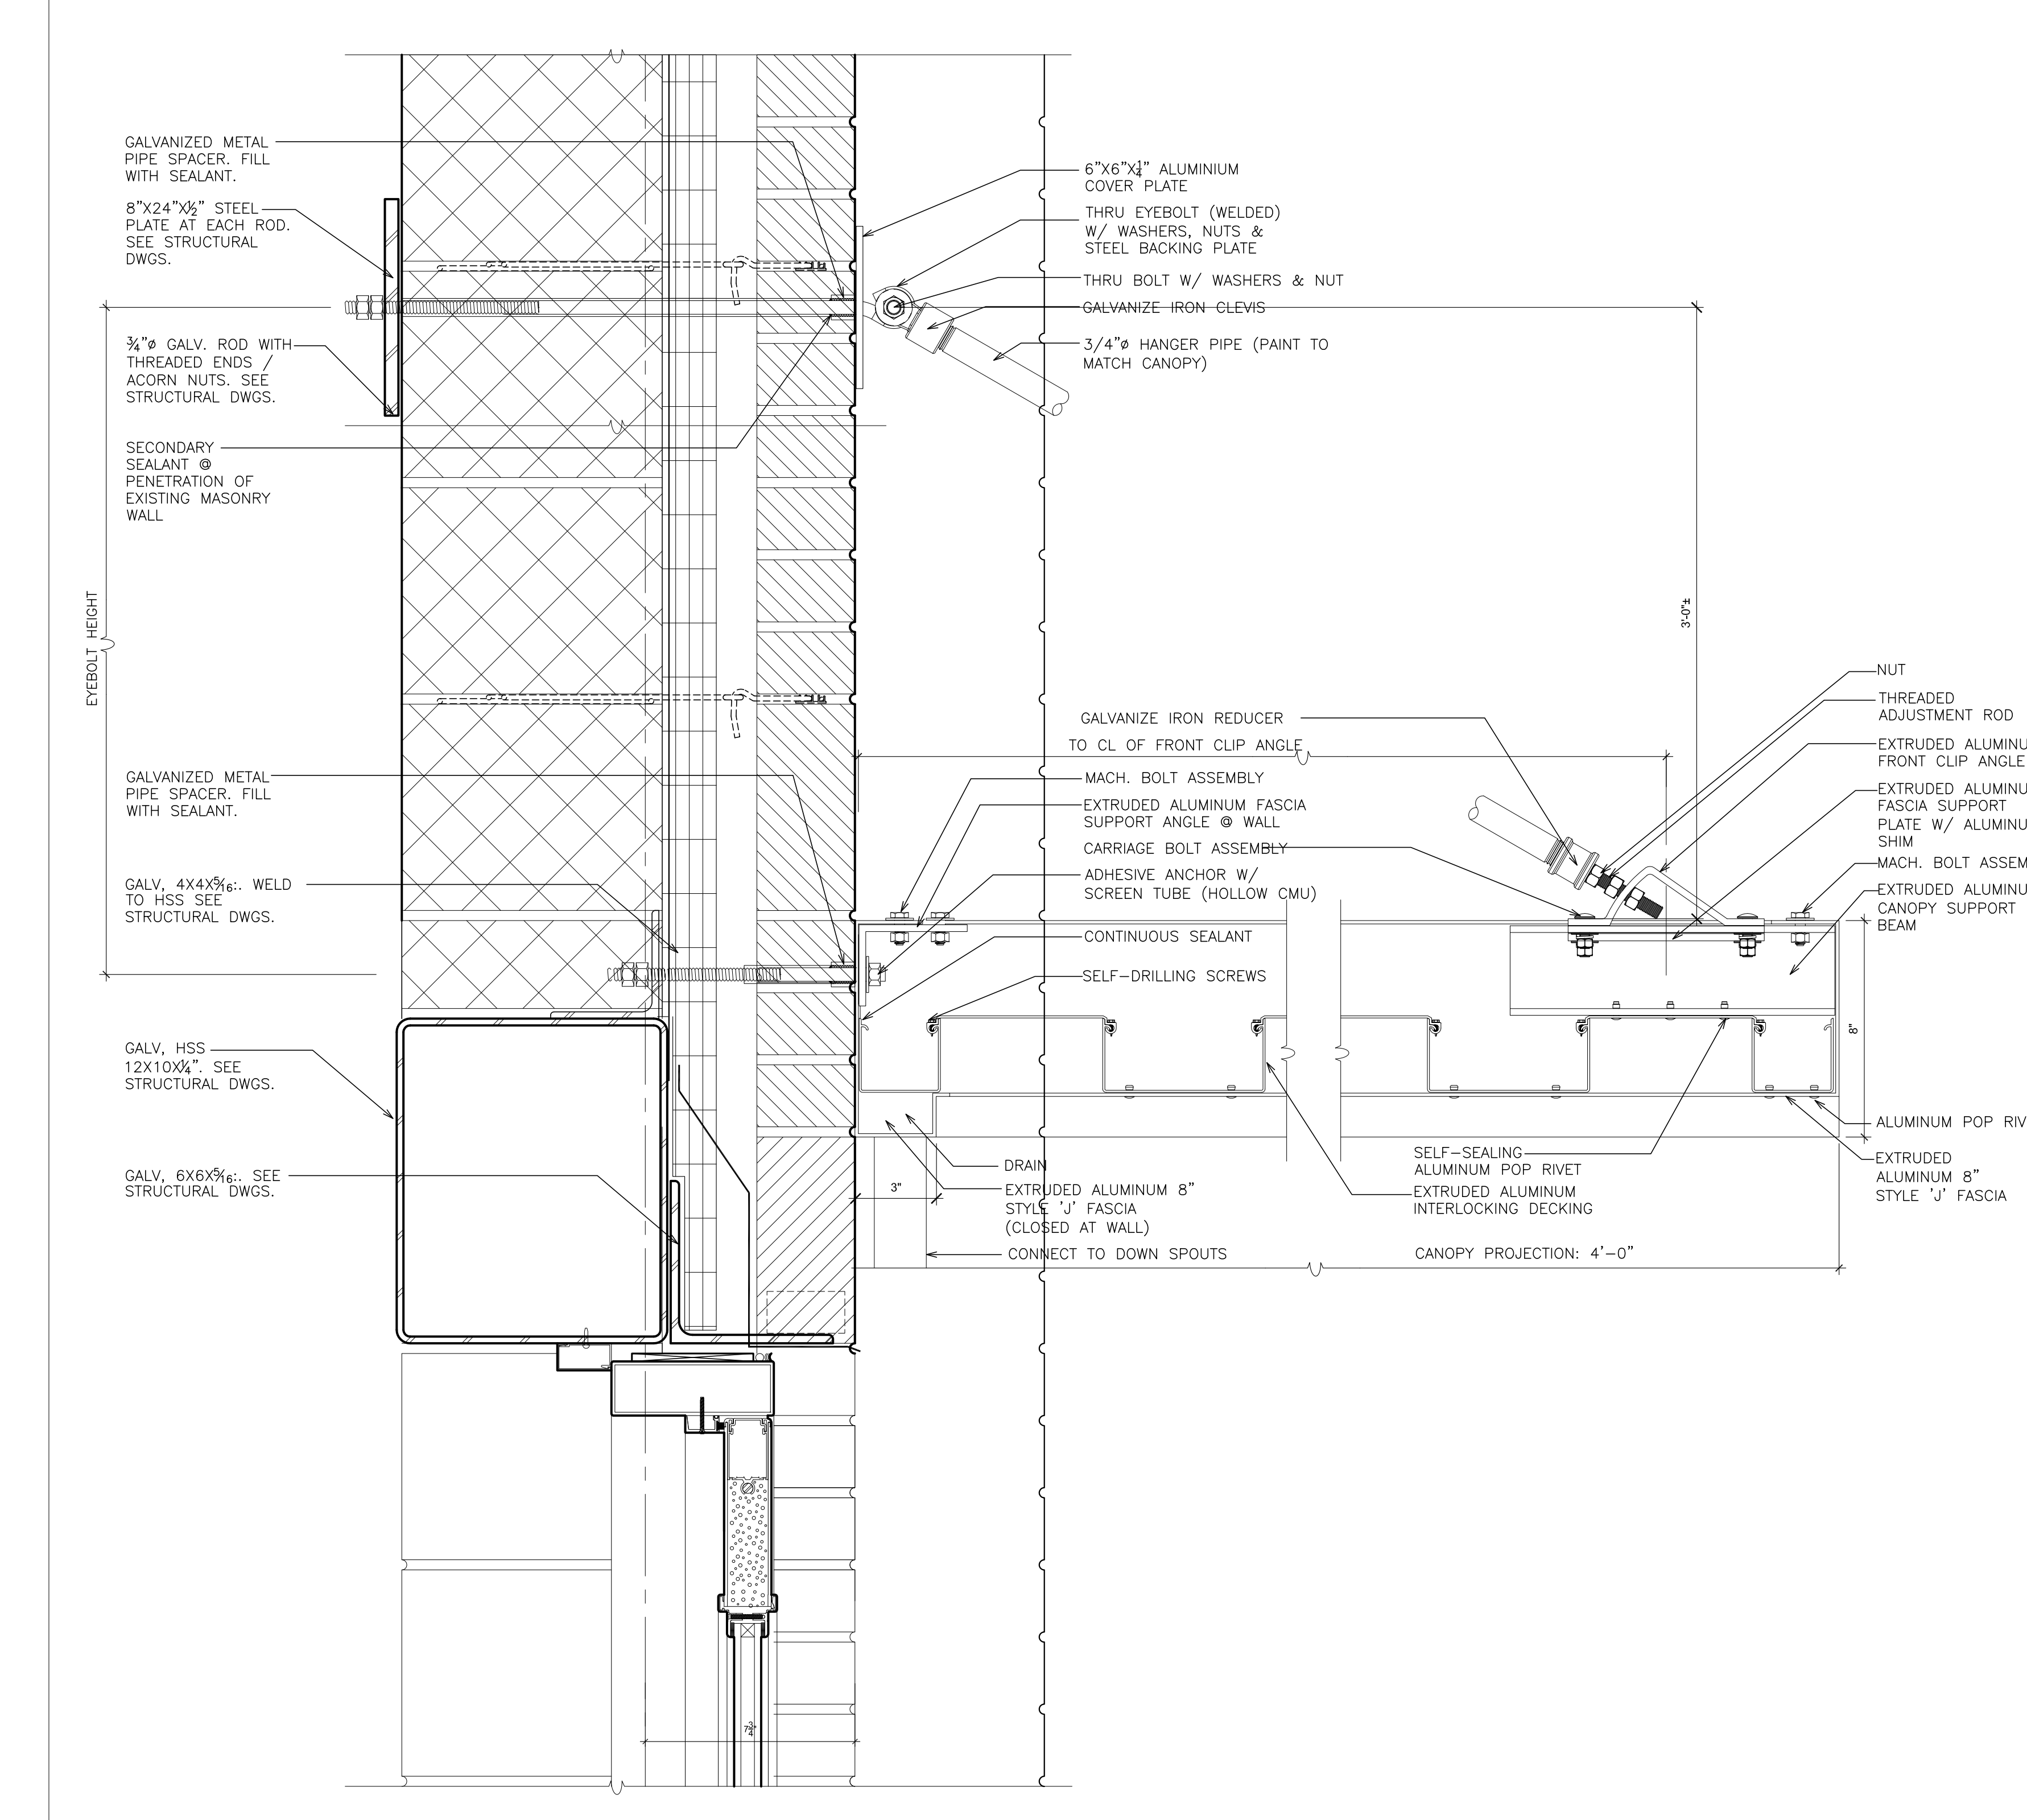 GALVANIZED METAL
PIPE SPACER. FILL
WITH SEALANT.
8"X24"X½" STEEL
PLATE AT EACH ROD.
SEE STRUCTURAL
DWGS.
¾"ø GALV. ROD WITH
THREADED ENDS /
ACORN NUTS. SEE
STRUCTURAL DWGS.
SECONDARY
SEALANT @
PENETRATION OF
EXISTING MASONRY
WALL
EYEBOLT HEIGHT
GALVANIZED METAL
PIPE SPACER. FILL
WITH SEALANT.
GALV, 4X4X5/16:. WELD
TO HSS SEE
STRUCTURAL DWGS.
GALV, HSS
12X10X¼". SEE
STRUCTURAL DWGS.
GALV, 6X6X5/16:. SEE
STRUCTURAL DWGS.
6"X6"X¼" ALUMINIUM
COVER PLATE
THRU EYEBOLT (WELDED)
W/ WASHERS, NUTS &
STEEL BACKING PLATE
THRU BOLT W/ WASHERS & NUT
GALVANIZE IRON CLEVIS
3/4"ø HANGER PIPE (PAINT TO
MATCH CANOPY)
3'-0"±
GALVANIZE IRON REDUCER
TO CL OF FRONT CLIP ANGLE
MACH. BOLT ASSEMBLY
EXTRUDED ALUMINUM FASCIA
SUPPORT ANGLE @ WALL
CARRIAGE BOLT ASSEMBLY
ADHESIVE ANCHOR W/
SCREEN TUBE (HOLLOW CMU)
CONTINUOUS SEALANT
SELF-DRILLING SCREWS
NUT
THREADED
ADJUSTMENT ROD
EXTRUDED ALUMINU
FRONT CLIP ANGLE
EXTRUDED ALUMINU
FASCIA SUPPORT
PLATE W/ ALUMINU
SHIM
MACH. BOLT ASSEM
EXTRUDED ALUMINU
CANOPY SUPPORT
BEAM
8"
ALUMINUM POP RIV
EXTRUDED
ALUMINUM 8"
STYLE 'J' FASCIA
SELF-SEALING
ALUMINUM POP RIVET
EXTRUDED ALUMINUM
INTERLOCKING DECKING
CANOPY PROJECTION: 4'-0"
DRAIN
3"
EXTRUDED ALUMINUM 8"
STYLE 'J' FASCIA
(CLOSED AT WALL)
CONNECT TO DOWN SPOUTS
7¾"